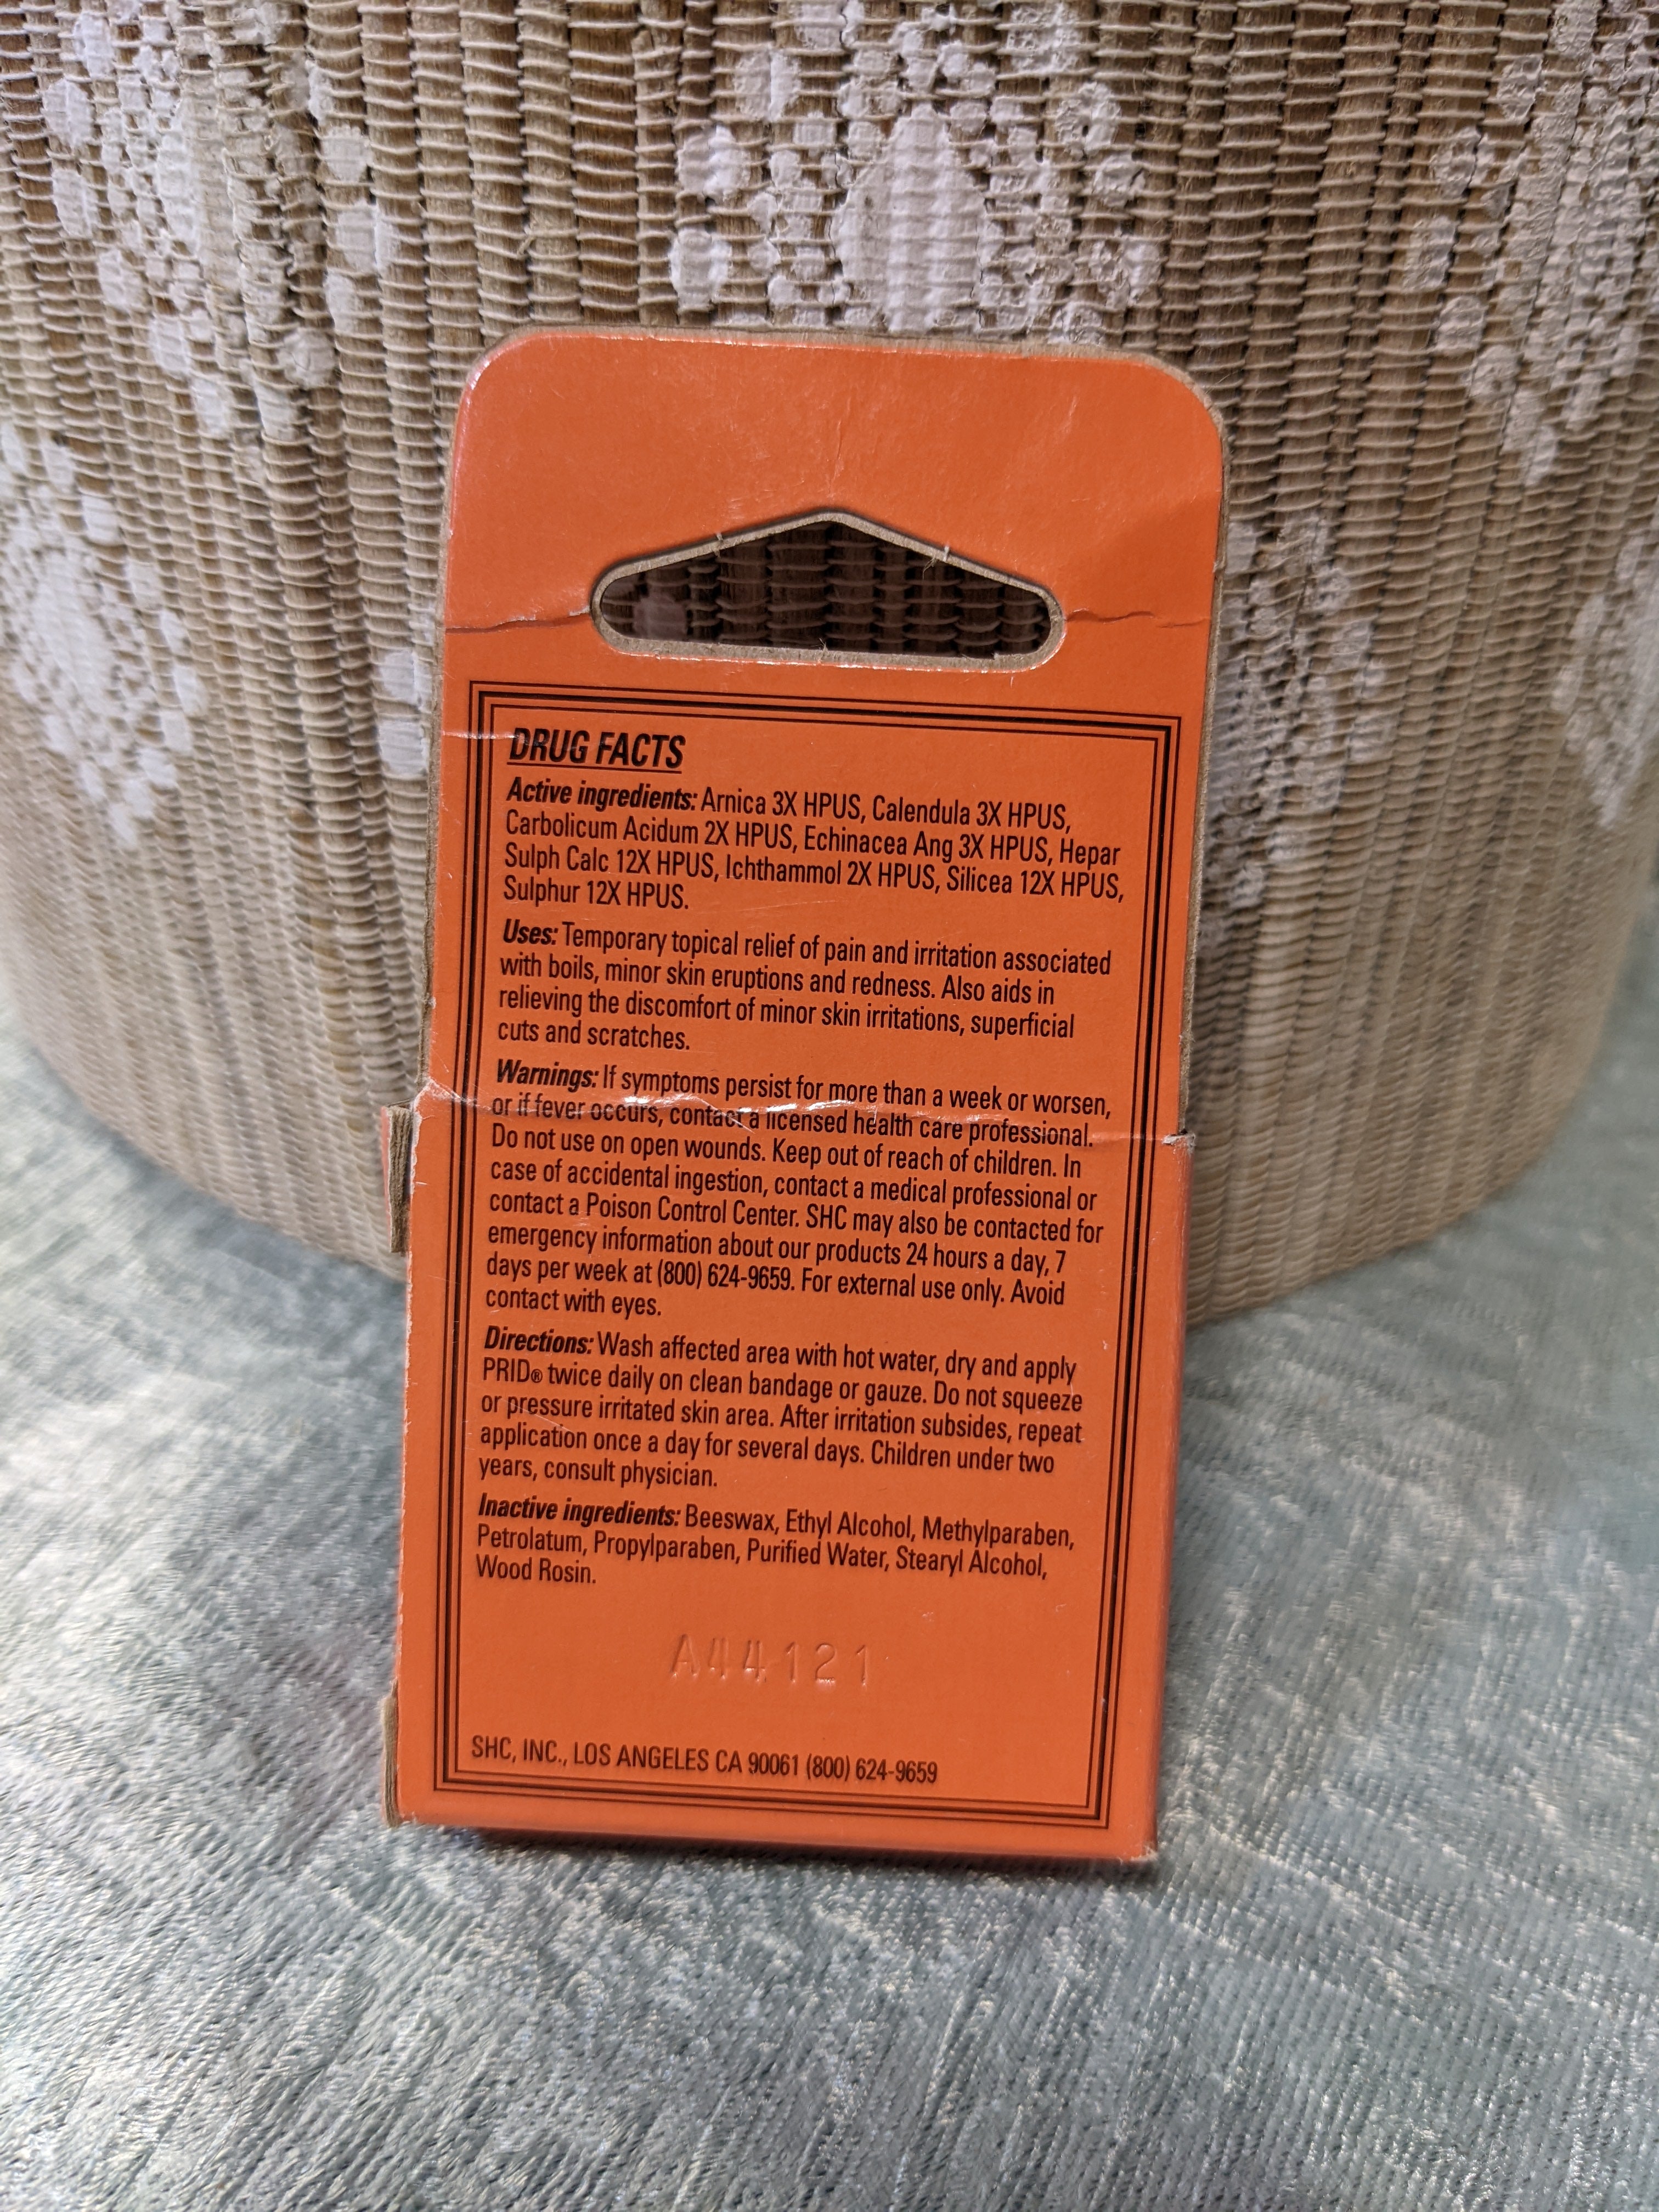 DRUG FACTS
Active ingredients: Arnica 3X HPUS, Calendula 3X HPUS,
Carbolicum Acidum 2X HPUS, Echinacea Ang 3X HPUS, Hepar
Sulph Calc 12X HPUS, Ichthammol 2X HPUS, Silicea 12X HPUS,
Sulphur 12X HPUS.
Uses: Temporary topical relief of pain and irritation associated
with boils, minor skin eruptions and redness. Also aids in
relieving the discomfort of minor skin irritations, superficial
cuts and scratches.
Warnings: If symptoms persist for more than a week or worsen,
or if fever occurs, contact a licensed health care professional.
Do not use on open wounds. Keep out of reach of children. In
case of accidental ingestion, contact a medical professional or
contact a Poison Control Center. SHC may also be contacted for
emergency information about our products 24 hours a day, 7
days per week at (800) 624-9659. For external use only. Avoid
contact with eyes.
Directions: Wash affected area with hot water, dry and apply
PRID® twice daily on clean bandage or gauze. Do not squeeze
or pressure irritated skin area. After irritation subsides, repeat
application once a day for several days. Children under two
years, consult physician.
Inactive ingredients: Beeswax, Ethyl Alcohol, Methylparaben,
Petrolatum, Propylparaben, Purified Water, Stearyl Alcohol,
Wood Rosin.
A44121
SHC, INC., LOS ANGELES CA 90061 (800) 624-9659